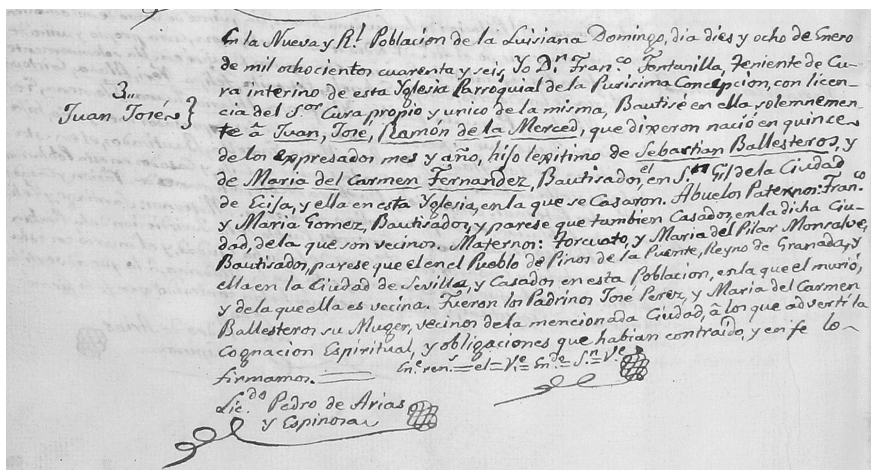 En la Nueva y Rl. Poblacion de la Luisiana Domingo, dia dies y ocho de Enero
de mil ochocientos cuarenta y seis, Yo Dn. Franco. Fontanilla, teniente de Cu-
3..
Juan José}
ra interino de esta Yglesia Parroquial de la Purisima Concepcion, con licen-
cia del Sor. Cura, propio y unico de la misma, Bautisé en ella, solemnemen-
te â Juan, José, Ramón de la Merced, que dixeron nació en quince
de los expresados mes y año, hijo lexitimo de Sebastian Ballesteros, y
de Maria del Carmen Fernandez, Bautisados, el en Sn. Gil de la Ciudad
de Ecija, y ella en esta Yglesia, en la que se Casaron. Abuelos Paternos: Franco.
y Maria Gomez, Bautisados, y parese que tambien Casados, en la dicha Ciu-
dad, de la que son vecinos. Maternos: torcuato, y Maria del Pilar Monsalve,
Bautisados, parese que el en el Pueblo de Pinos de la Puente, Reyno de Granada, y
ella en la Ciudad de Sevilla, y Casados en esta Poblacion, en la que el murió,
y de la que ella es vecina. Fueron los Padrinos José Perez, y Maria del Carmen
Ballesteros su Muger, vecinos de la mencionada Ciudad, â los que advertí la
cognacion Espiritual, y obligaciones que habian contraido, y en fe lo
firmamos. = el = Ve. = Sn. = Ve.
Licdo. Pedro de Arias
y Espinosa